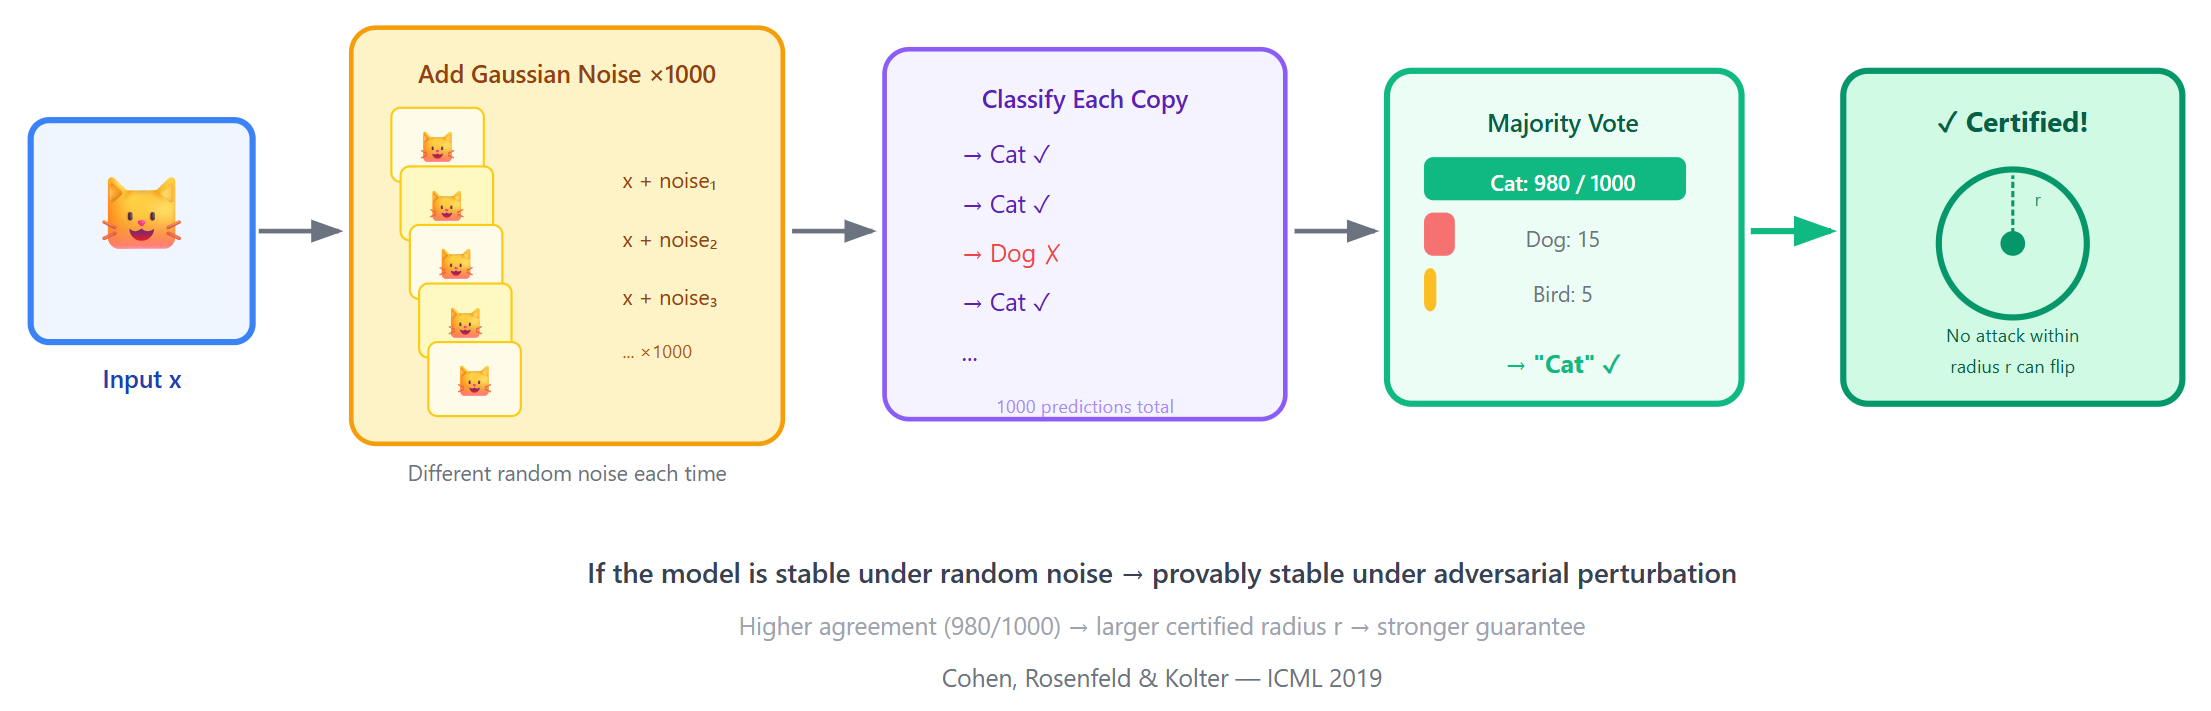 Input x
Add Gaussian Noise ×1000
x + noise₁
x + noise₂
x + noise₃
... ×1000
Different random noise each time
Classify Each Copy
→ Cat ✓
→ Cat ✓
→ Dog ✗
→ Cat ✓
...
1000 predictions total
Majority Vote
Cat: 980 / 1000
Dog: 15
Bird: 5
→ "Cat" ✓
✓ Certified!
r
No attack within
radius r can flip
If the model is stable under random noise → provably stable under adversarial perturbation
Higher agreement (980/1000) → larger certified radius r → stronger guarantee
Cohen, Rosenfeld & Kolter — ICML 2019